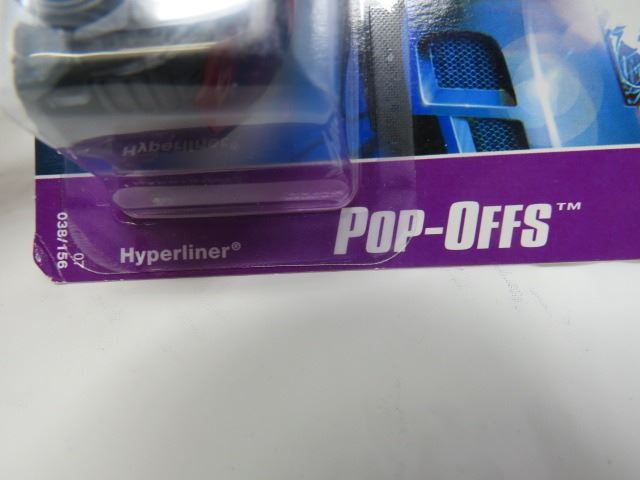 Hyperliner®
POP-OFFS™
Hyperliner®
038/156
07